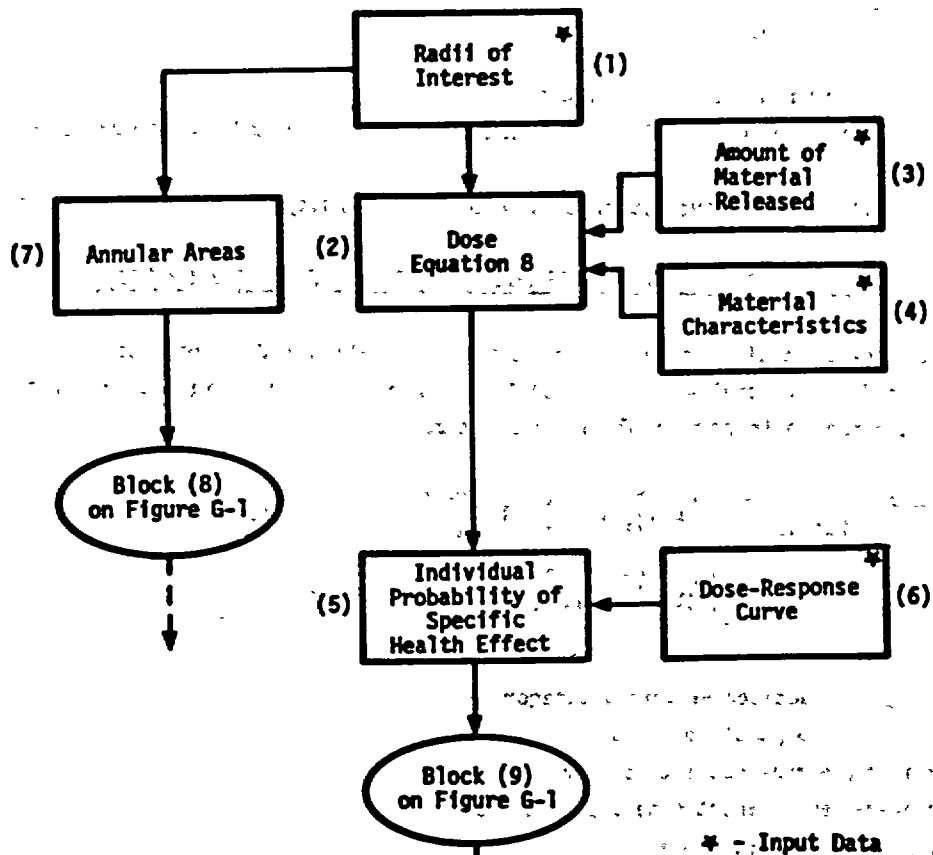 Radii of
Interest
*
(1)
Amount of
Material
Released
*
(3)
(7)
Annular Areas
(2)
Dose
Equation 8
Material
Characteristics
*
(4)
Block (8)
on Figure G-1
(5)
Individual
Probability of
Specific
Health Effect
Dose-Response
Curve
*
(6)
Block (9)
on Figure G-1
* - Input Data